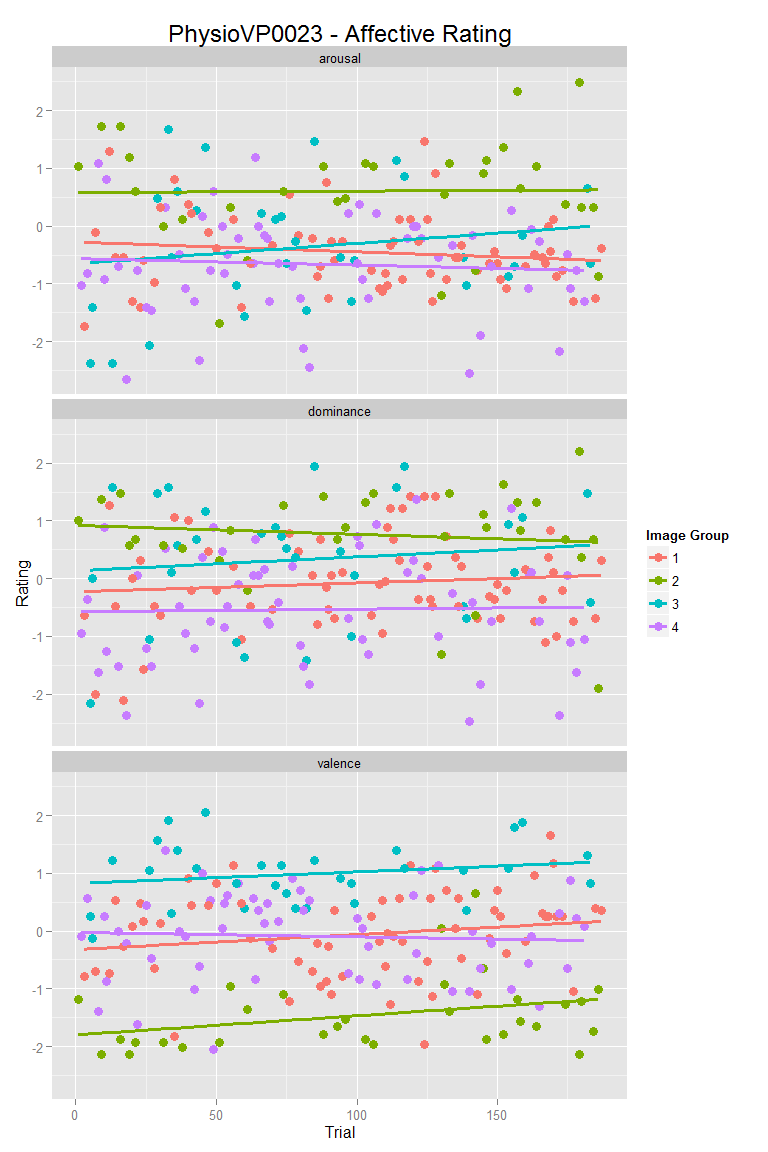 PhysioVP0023 - Affective Rating
arousal
2
1
0
-1
-2
dominance
2
1
0
-1
-2
Rating
valence
2
1
0
-1
-2
0 50 100 150
Trial
Image Group
1
2
3
4